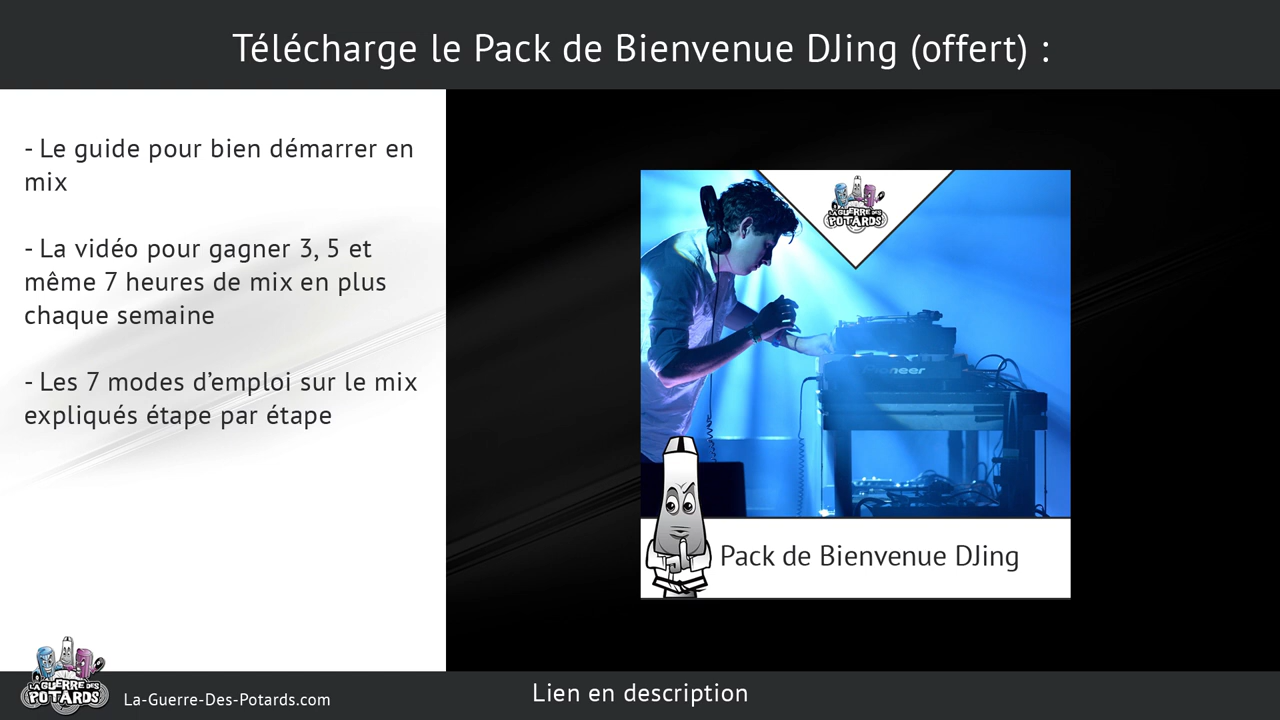 Télécharge le Pack de Bienvenue DJing (offert) :
- Le guide pour bien démarrer en
mix
- La vidéo pour gagner 3, 5 et
même 7 heures de mix en plus
chaque semaine
- Les 7 modes d’emploi sur le mix
expliqués étape par étape
LA GUERRE DES
POTARDS
Pioneer
Pack de Bienvenue DJing
LA GUERRE DES
POTARDS
La-Guerre-Des-Potards.com
Lien en description